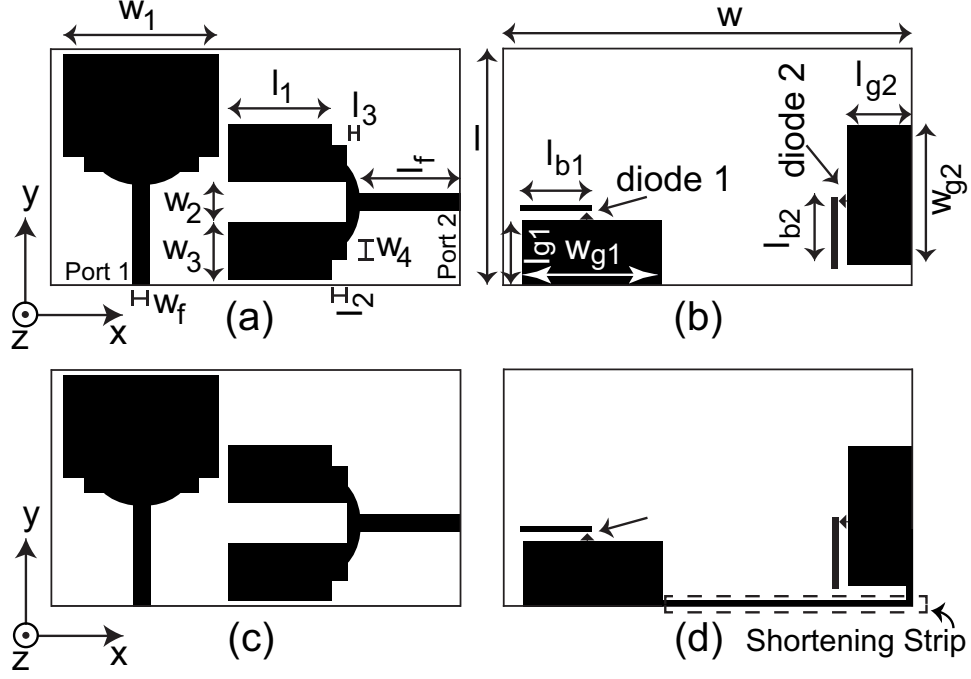 w1
l1
l3
lf
w2
w3
w4
Port 1
Port 2
wf
l2
y
z
x
(a)
w
l
lb1
diode 1
diode 2
lg2
wg2
lb2
lg1
wg1
(b)
y
z
x
(c)
(d)
Shortening Strip